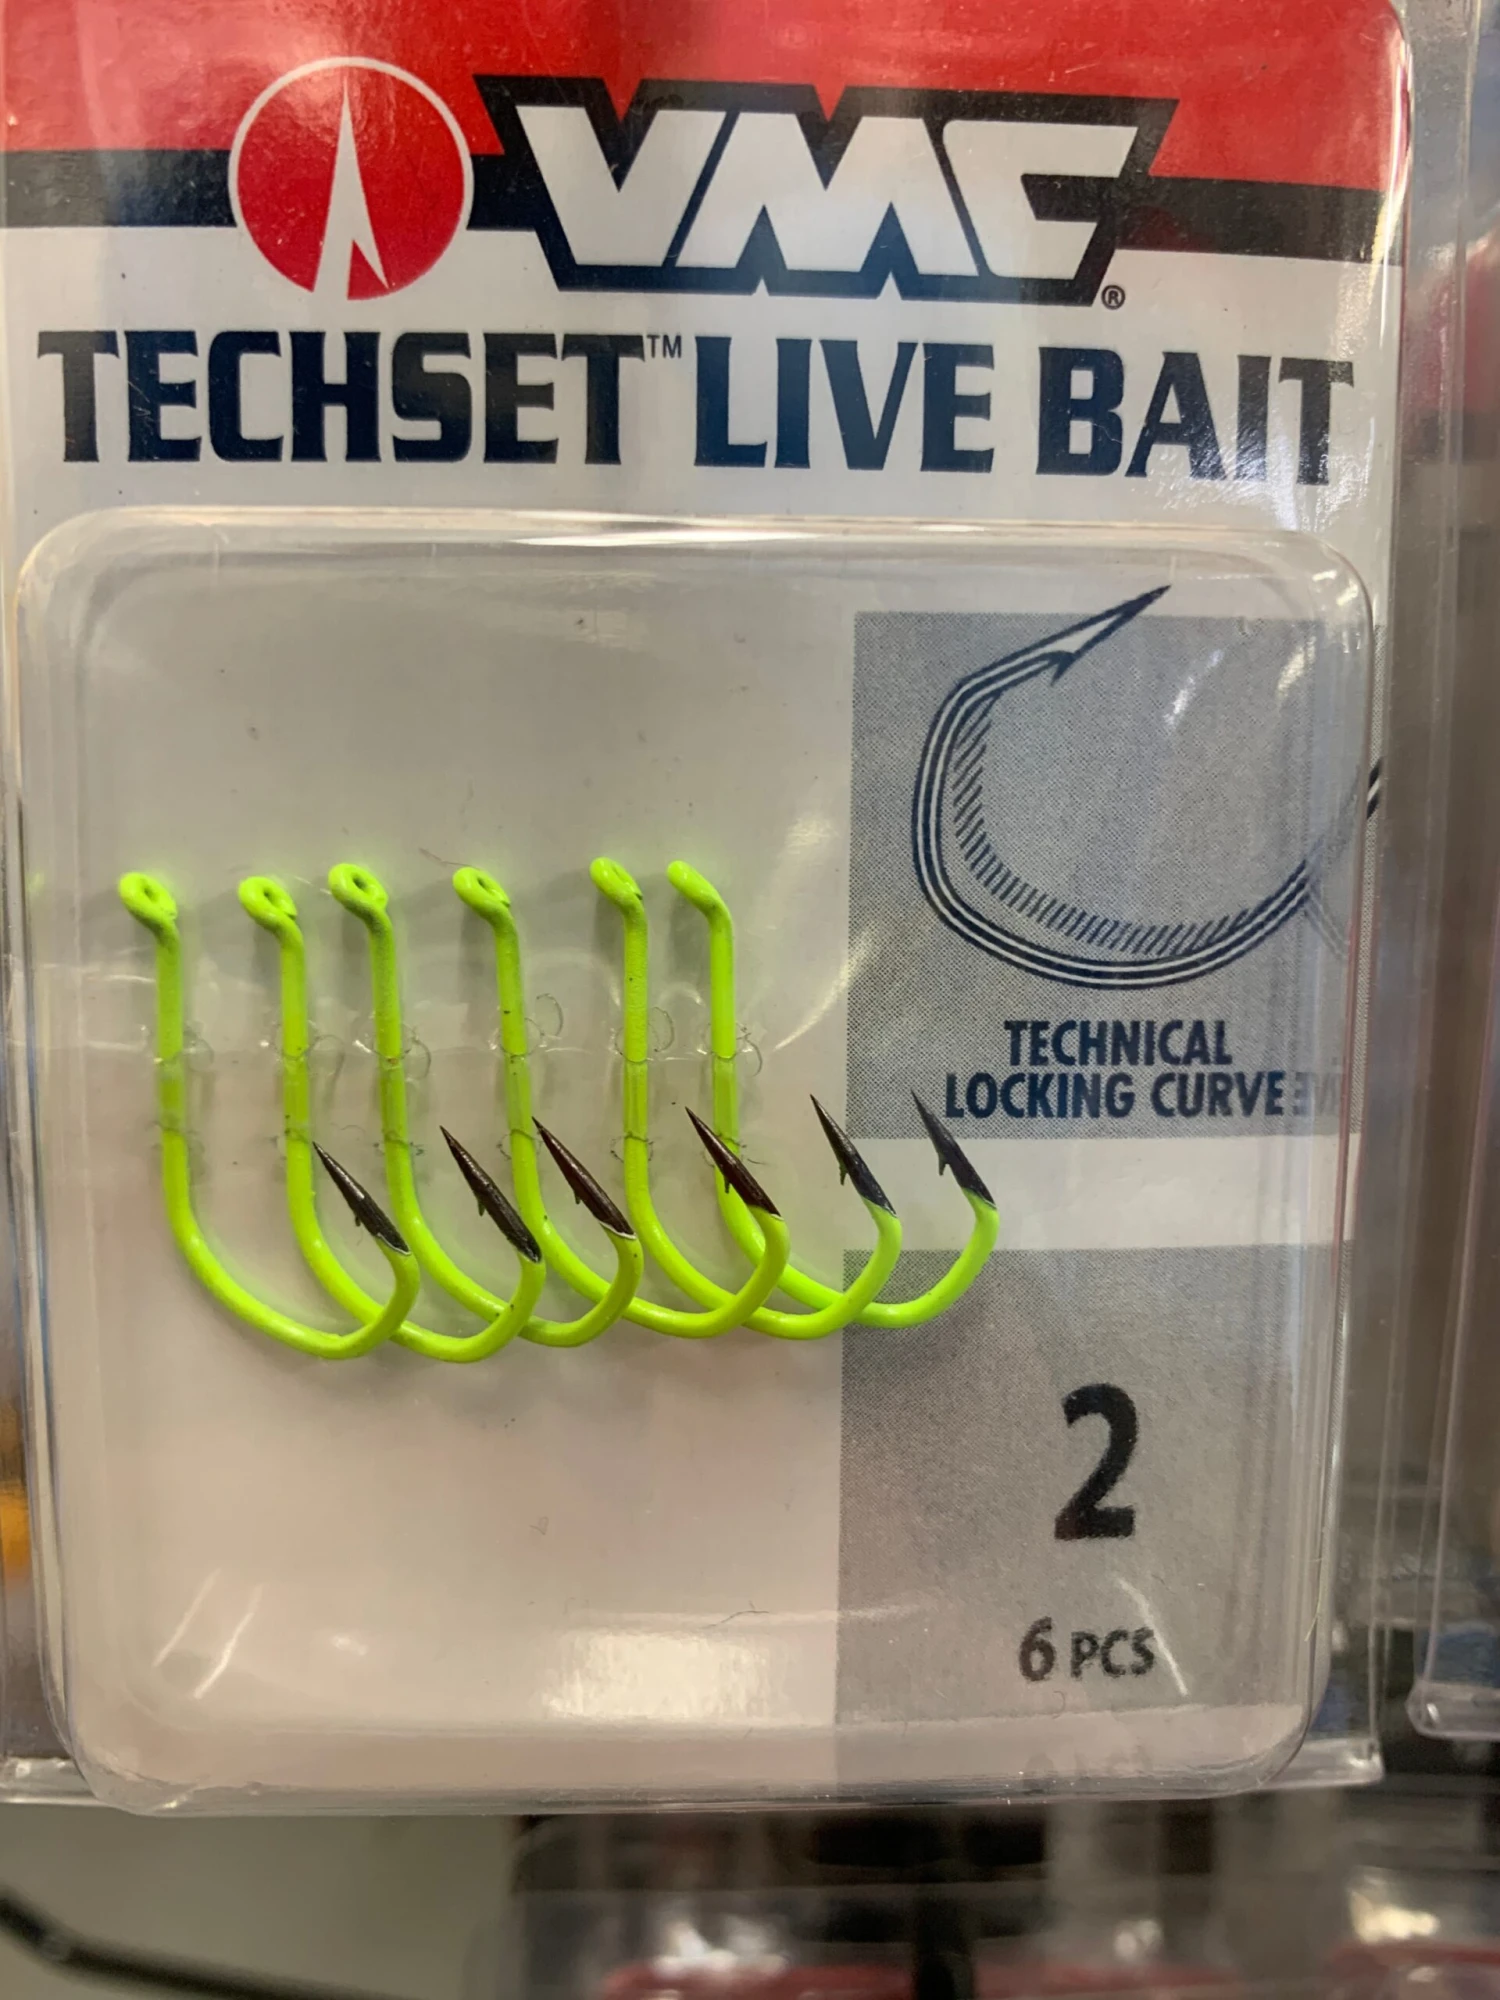 VMC®
TECHSET™ LIVE BAIT
TECHNICAL
LOCKING CURVE
2
6 PCS